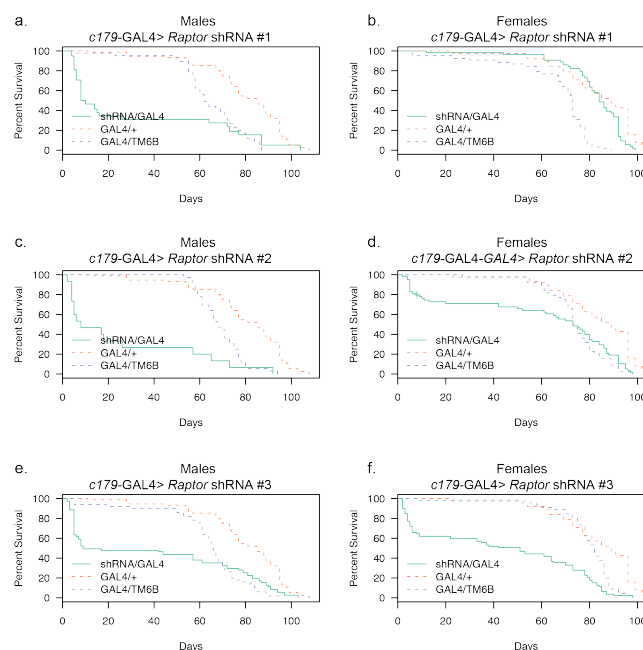 a.
Males
c179-GAL4> Raptor shRNA #1
Percent Survival
100
80
60
40
20
0
shRNA/GAL4
GAL4/+
GAL4/TM6B
0 20 40 60 80 100
Days
b.
Females
c179-GAL4> Raptor shRNA #1
Percent Survival
100
80
60
40
20
0
shRNA/GAL4
GAL4/+
GAL4/TM6B
0 20 40 60 80 100
Days
c.
Males
c179-GAL4> Raptor shRNA #2
Percent Survival
100
80
60
40
20
0
shRNA/GAL4
GAL4/+
GAL4/TM6B
0 20 40 60 80 100
Days
d.
Females
c179-GAL4-GAL4> Raptor shRNA #2
Percent Survival
100
80
60
40
20
0
shRNA/GAL4
GAL4/+
GAL4/TM6B
0 20 40 60 80 100
Days
e.
Males
c179-GAL4> Raptor shRNA #3
Percent Survival
100
80
60
40
20
0
shRNA/GAL4
GAL4/+
GAL4/TM6B
0 20 40 60 80 100
Days
f.
Females
c179-GAL4> Raptor shRNA #3
Percent Survival
100
80
60
40
20
0
shRNA/GAL4
GAL4/+
GAL4/TM6B
0 20 40 60 80 100
Days